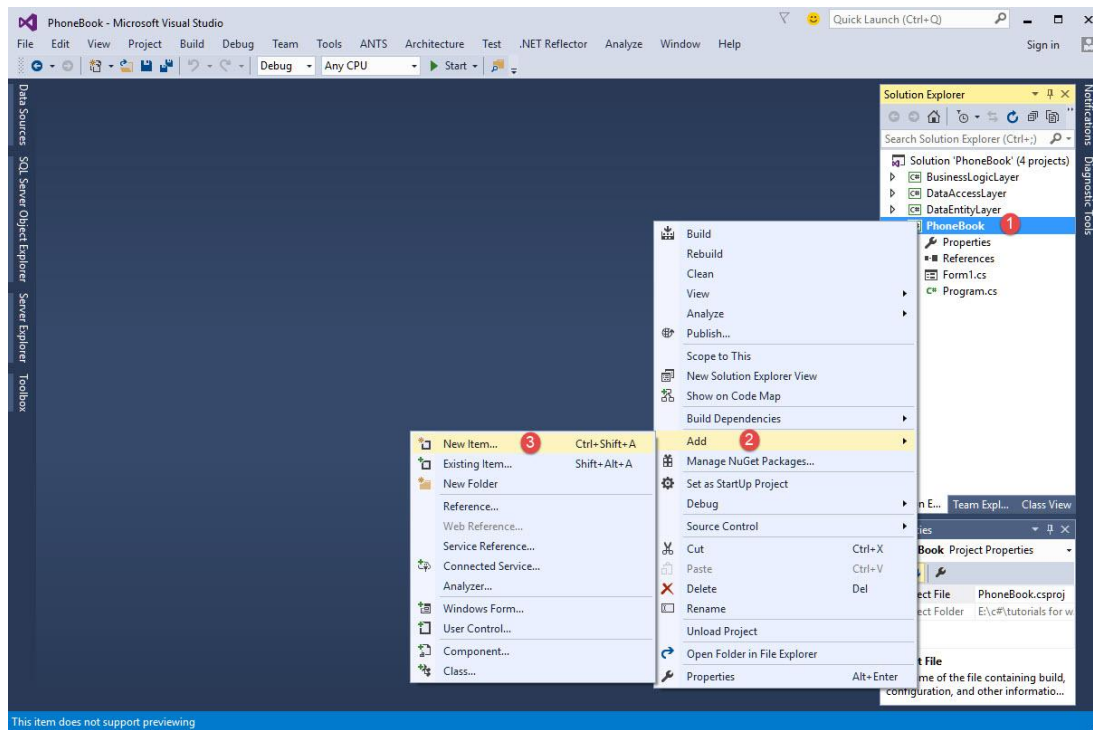 PhoneBook - Microsoft Visual Studio
Quick Launch (Ctrl+Q)
File Edit View Project Build Debug Team Tools ANTS Architecture Test .NET Reflector Analyze Window Help
Sign in
Debug
Any CPU
Start
Data Sources
SQL Server Object Explorer
Server Explorer
Toolbox
Solution Explorer
Search Solution Explorer (Ctrl+;)
Solution 'PhoneBook' (4 projects)
C# BusinessLogicLayer
C# DataAccessLayer
C# DataEntityLayer
PhoneBook 1
Properties
References
Form1.cs
C# Program.cs
Notifications
Diagnostic Tools
Build
Rebuild
Clean
View
Analyze
Publish...
Scope to This
New Solution Explorer View
Show on Code Map
Build Dependencies
Add 2
Manage NuGet Packages...
Set as StartUp Project
Debug
Source Control
Cut Ctrl+X
Paste Ctrl+V
Delete Del
Rename
Unload Project
Open Folder in File Explorer
Properties Alt+Enter
New Item... 3 Ctrl+Shift+A
Existing Item... Shift+Alt+A
New Folder
Reference...
Web Reference...
Service Reference...
Connected Service...
Analyzer...
Windows Form...
User Control...
Component...
Class...
n E... Team Expl... Class View
ies
Book Project Properties
ect File PhoneBook.csproj
ect Folder E:\c#\tutorials for w
t File
me of the file containing build,
configuration, and other informatio...
This item does not support previewing